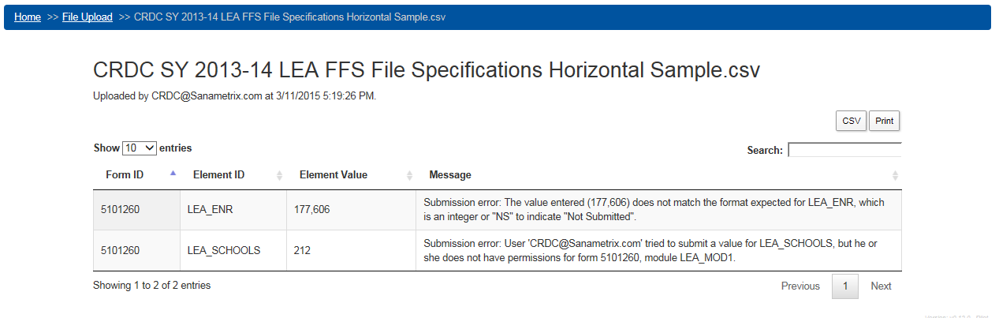 Home >> File Upload >> CRDC SY 2013-14 LEA FFS File Specifications Horizontal Sample.csv
CRDC SY 2013-14 LEA FFS File Specifications Horizontal Sample.csv
Uploaded by CRDC@Sanametrix.com at 3/11/2015 5:19:26 PM.
CSV Print
Show 10 entries
Search:
Form ID Element ID Element Value Message
5101260 LEA_ENR 177,606 Submission error: The value entered (177,606) does not match the format expected for LEA_ENR, which
is an integer or "NS" to indicate "Not Submitted".
5101260 LEA_SCHOOLS 212 Submission error: User 'CRDC@Sanametrix.com' tried to submit a value for LEA_SCHOOLS, but he or
she does not have permissions for form 5101260, module LEA_MOD1.
Showing 1 to 2 of 2 entries
Previous 1 Next